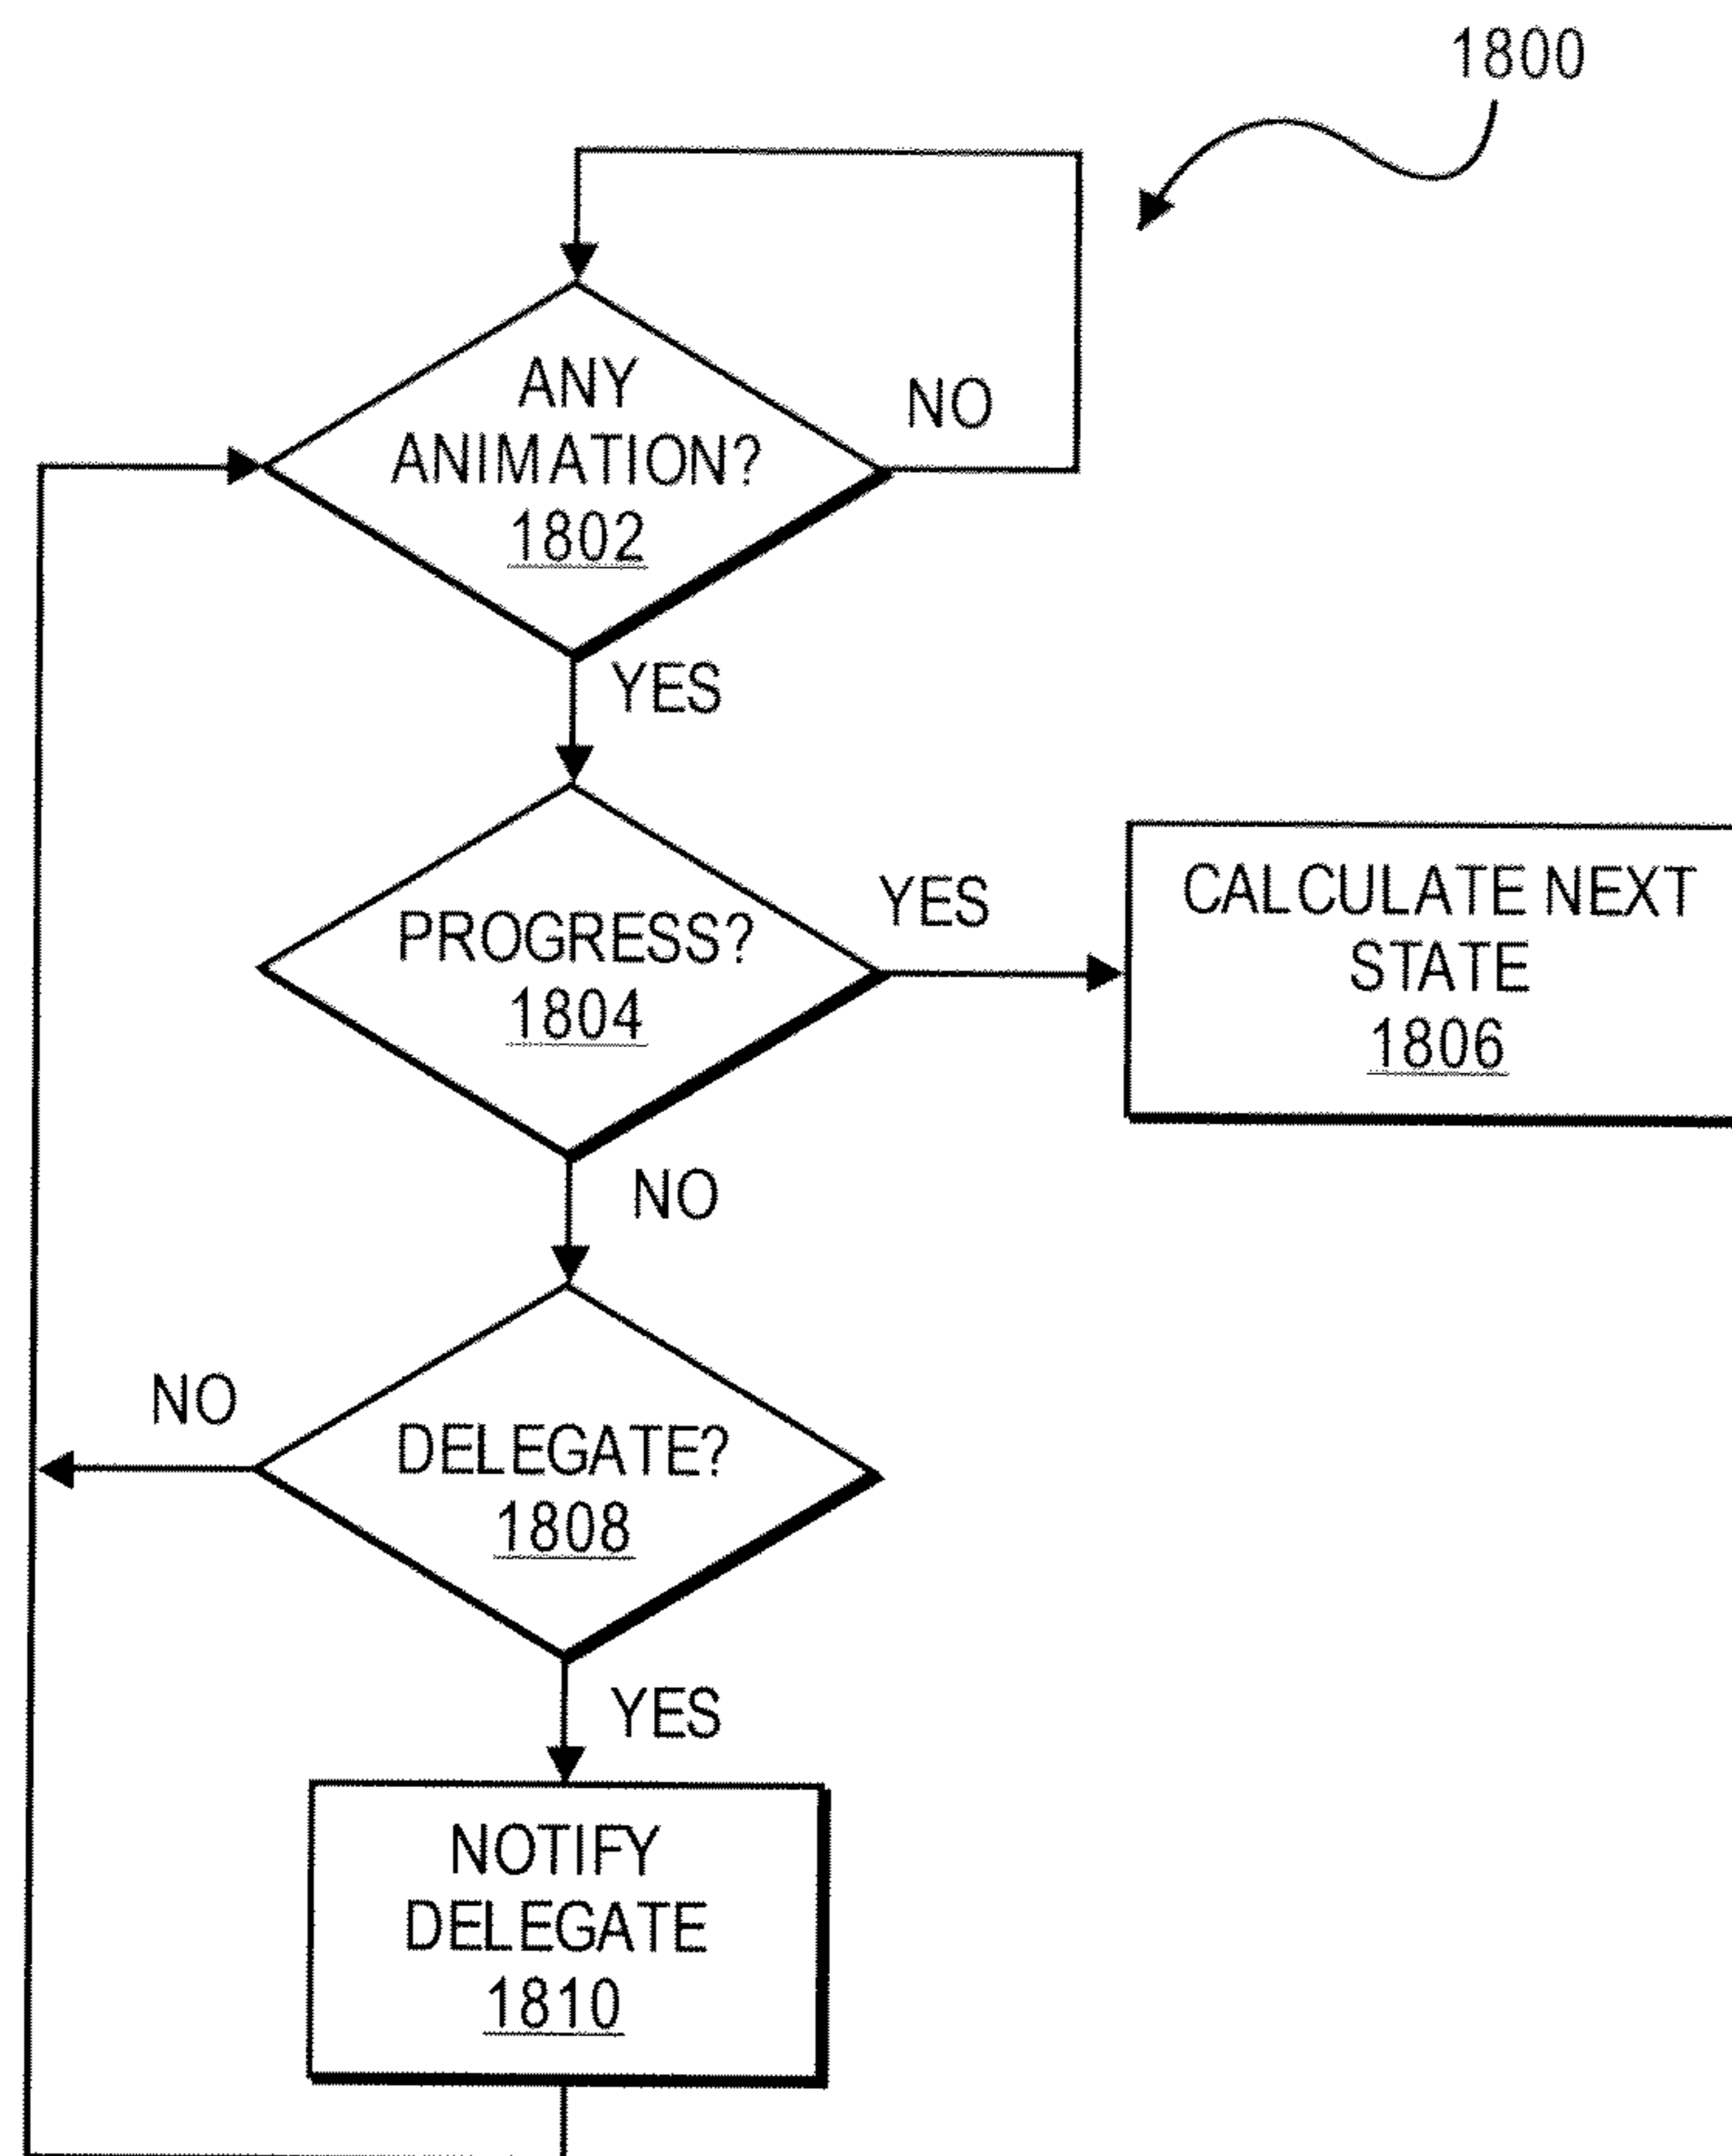 1800
ANY
ANIMATION?
1802
NO
YES
PROGRESS?
1804
YES
CALCULATE NEXT
STATE
1806
NO
DELEGATE?
1808
NO
YES
NOTIFY
DELEGATE
1810